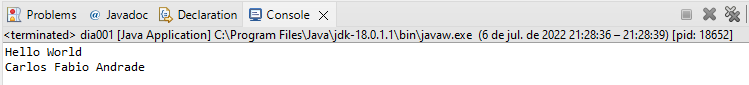 Problems @ Javadoc Declaration Console
<terminated> dia001 [Java Application] C:\Program Files\Java\jdk-18.0.1.1\bin\javaw.exe (6 de jul. de 2022 21:28:36 – 21:28:39) [pid: 18652]
Hello World
Carlos Fabio Andrade